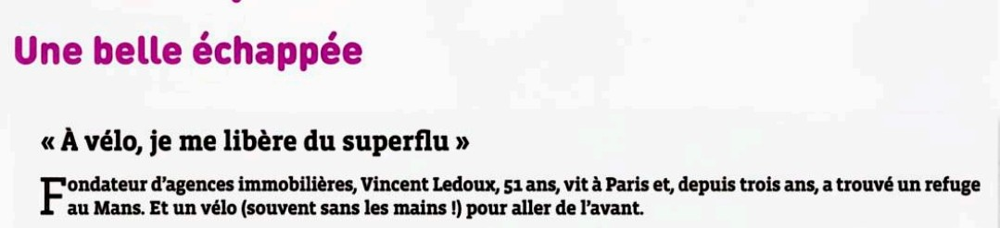 Une belle échappée
« À vélo, je me libère du superflu »
Fondateur d’agences immobilières, Vincent Ledoux, 51 ans, vit à Paris et, depuis trois ans, a trouvé un refuge
au Mans. Et un vélo (souvent sans les mains !) pour aller de l’avant.